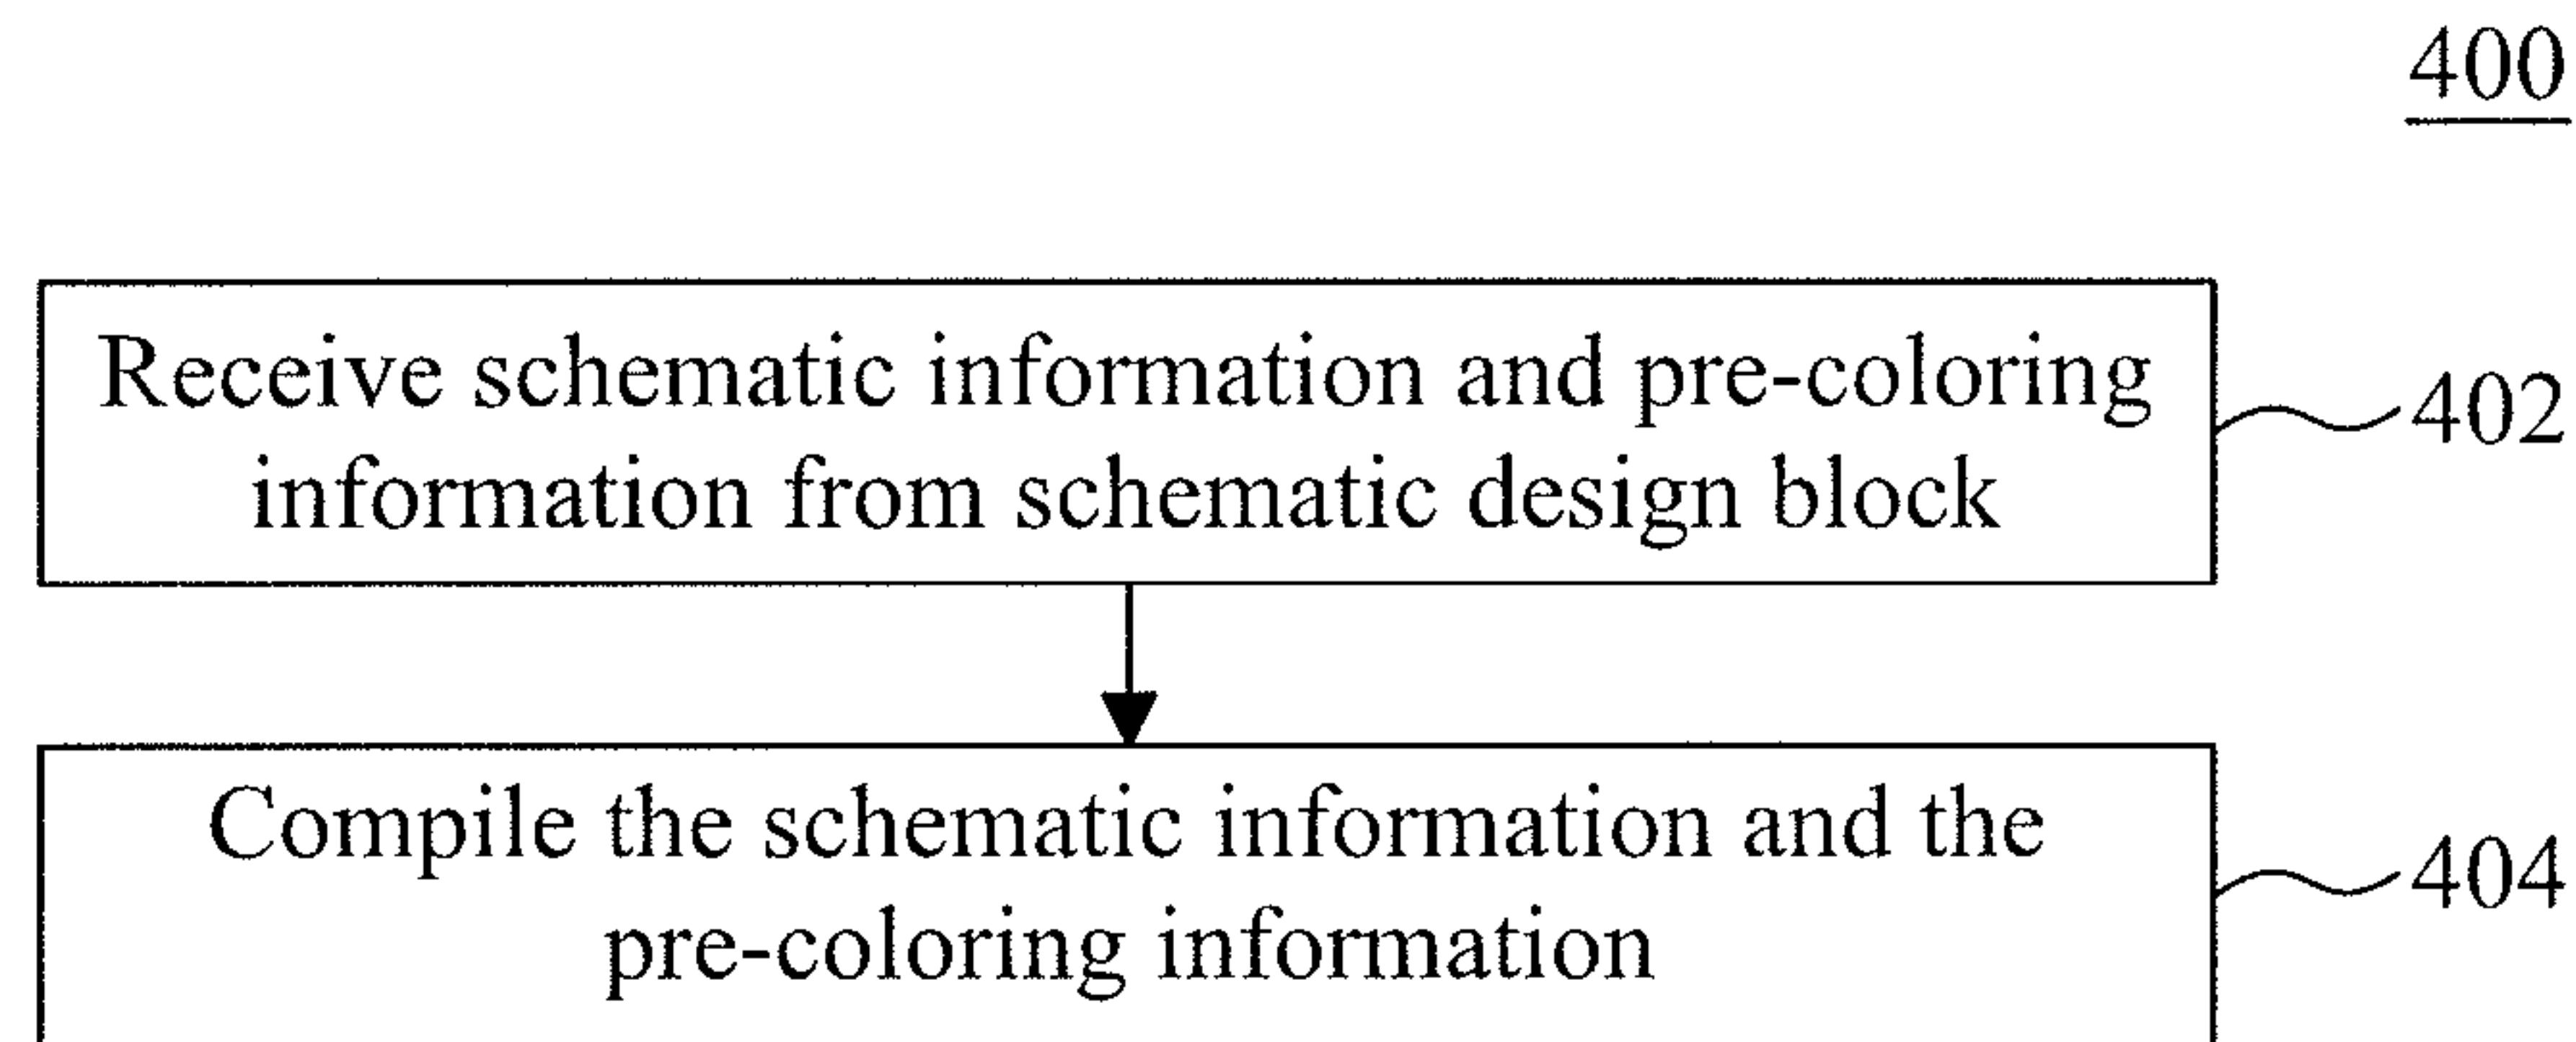 400
Receive schematic information and pre-coloring
information from schematic design block
402
Compile the schematic information and the
pre-coloring information
404